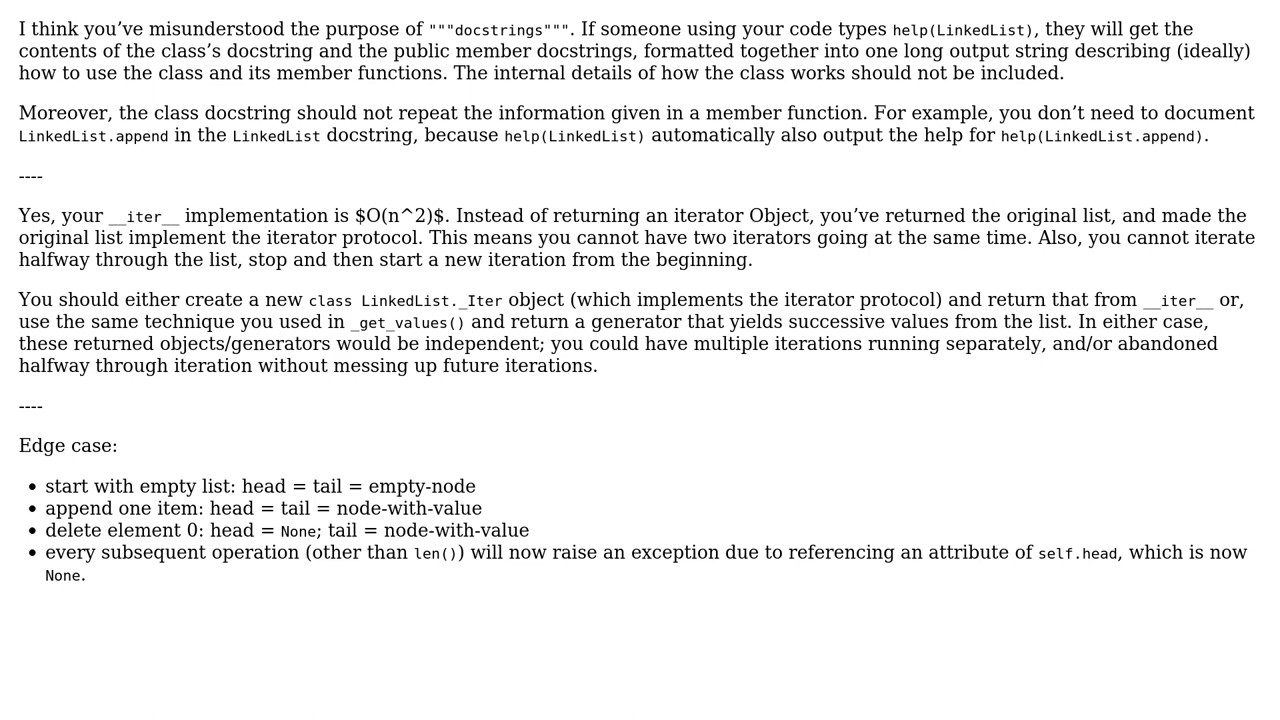 I think you’ve misunderstood the purpose of """docstrings""". If someone using your code types help(LinkedList), they will get the
contents of the class’s docstring and the public member docstrings, formatted together into one long output string describing (ideally)
how to use the class and its member functions. The internal details of how the class works should not be included.
Moreover, the class docstring should not repeat the information given in a member function. For example, you don’t need to document
LinkedList.append in the LinkedList docstring, because help(LinkedList) automatically also output the help for help(LinkedList.append).
----
Yes, your __iter__ implementation is $O(n^2)$. Instead of returning an iterator Object, you’ve returned the original list, and made the
original list implement the iterator protocol. This means you cannot have two iterators going at the same time. Also, you cannot iterate
halfway through the list, stop and then start a new iteration from the beginning.
You should either create a new class LinkedList._Iter object (which implements the iterator protocol) and return that from __iter__ or,
use the same technique you used in _get_values() and return a generator that yields successive values from the list. In either case,
these returned objects/generators would be independent; you could have multiple iterations running separately, and/or abandoned
halfway through iteration without messing up future iterations.
----
Edge case:
• start with empty list: head = tail = empty-node
• append one item: head = tail = node-with-value
• delete element 0: head = None; tail = node-with-value
• every subsequent operation (other than len()) will now raise an exception due to referencing an attribute of self.head, which is now
None.